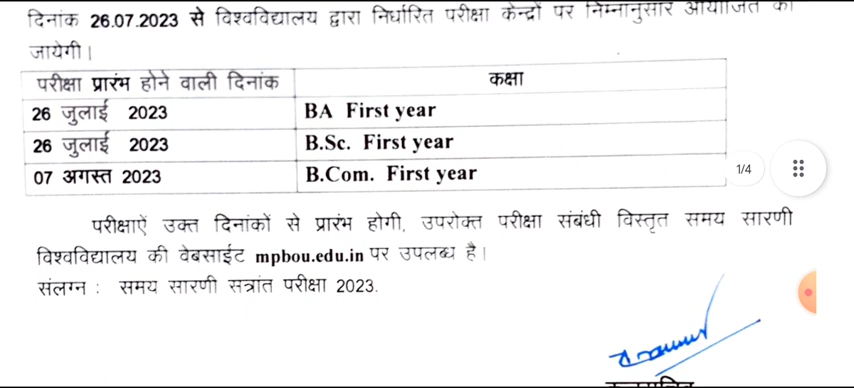 दिनांक 26.07.2023 से विश्वविद्यालय द्वारा निर्धारित परीक्षा केन्द्रों पर निम्नानुसार आयोजित की
जायेगी।
परीक्षा प्रारंभ होने वाली दिनांक कक्षा
26 जुलाई 2023 BA First year
26 जुलाई 2023 B.Sc. First year
07 अगस्त 2023 B.Com. First year
1/4
परीक्षाऐं उक्त दिनांकों से प्रारंभ होगी, उपरोक्त परीक्षा संबंधी विस्तृत समय सारणी
विश्वविद्यालय की वेबसाईट mpbou.edu.in पर उपलब्ध है।
संलग्न : समय सारणी सत्रांत परीक्षा 2023.